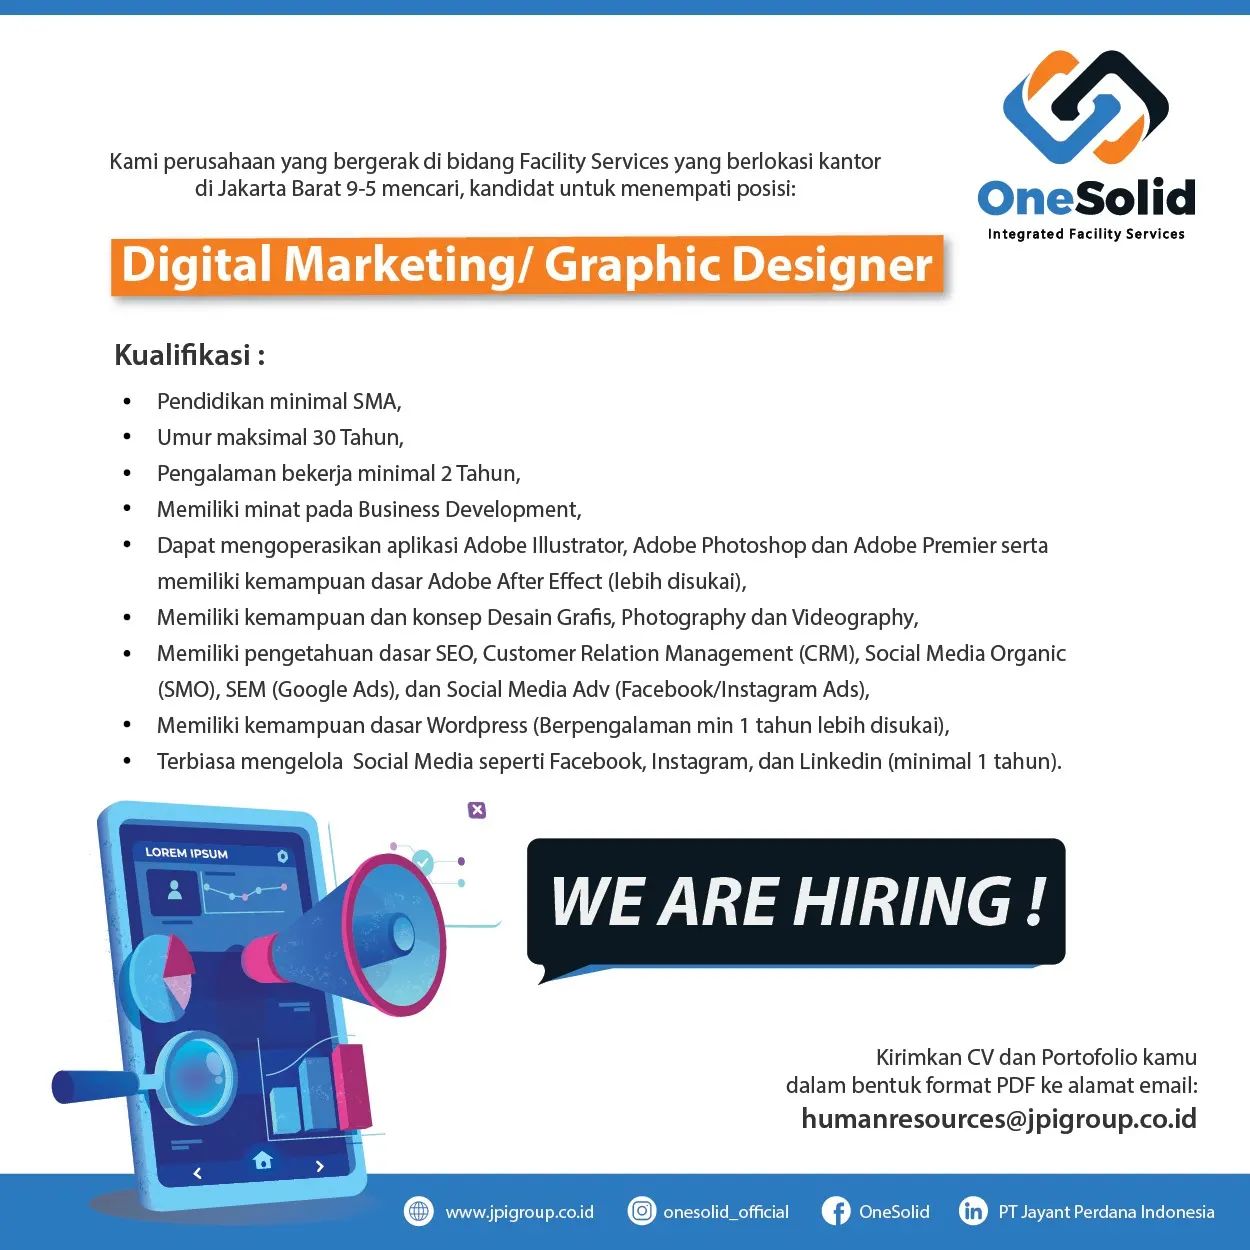 OneSolid
Integrated Facility Services
Kami perusahaan yang bergerak di bidang Facility Services yang berlokasi kantor
di Jakarta Barat 9-5 mencari, kandidat untuk menempati posisi:
Digital Marketing/ Graphic Designer
Kualifikasi :
• Pendidikan minimal SMA,
• Umur maksimal 30 Tahun,
• Pengalaman bekerja minimal 2 Tahun,
• Memiliki minat pada Business Development,
• Dapat mengoperasikan aplikasi Adobe Illustrator, Adobe Photoshop dan Adobe Premier serta
memiliki kemampuan dasar Adobe After Effect (lebih disukai),
• Memiliki kemampuan dan konsep Desain Grafis, Photography dan Videography,
• Memiliki pengetahuan dasar SEO, Customer Relation Management (CRM), Social Media Organic
(SMO), SEM (Google Ads), dan Social Media Adv (Facebook/Instagram Ads),
• Memiliki kemampuan dasar Wordpress (Berpengalaman min 1 tahun lebih disukai),
• Terbiasa mengelola  Social Media seperti Facebook, Instagram, dan Linkedin (minimal 1 tahun).
LOREM IPSUM
WE ARE HIRING !
Kirimkan CV dan Portofolio kamu
dalam bentuk format PDF ke alamat email:
humanresources@jpigroup.co.id
www.jpigroup.co.id onesolid_official OneSolid PT Jayant Perdana Indonesia